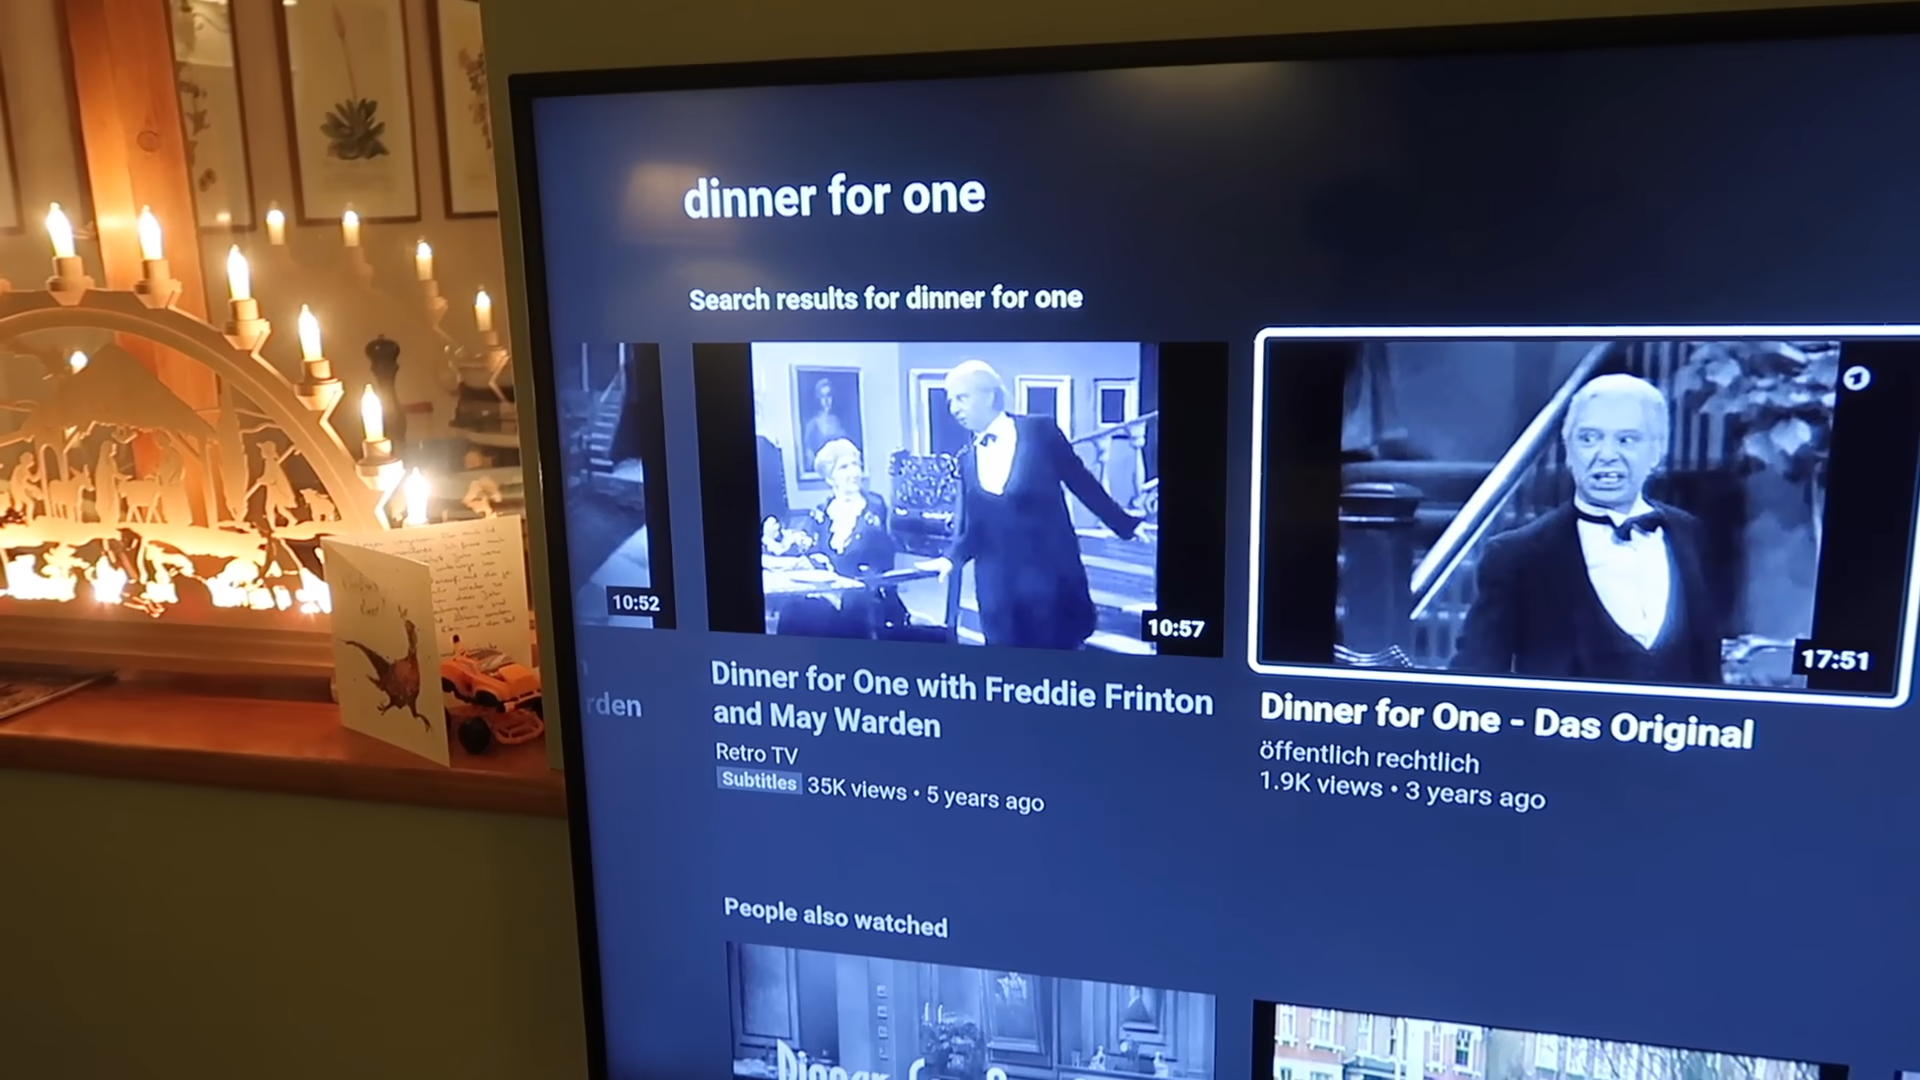 dinner for one
Search results for dinner for one
10:52
10:57
17:51
rden
Dinner for One with Freddie Frinton
and May Warden
Retro TV
Subtitles 35K views • 5 years ago
Dinner for One - Das Original
öffentlich rechtlich
1.9K views • 3 years ago
People also watched